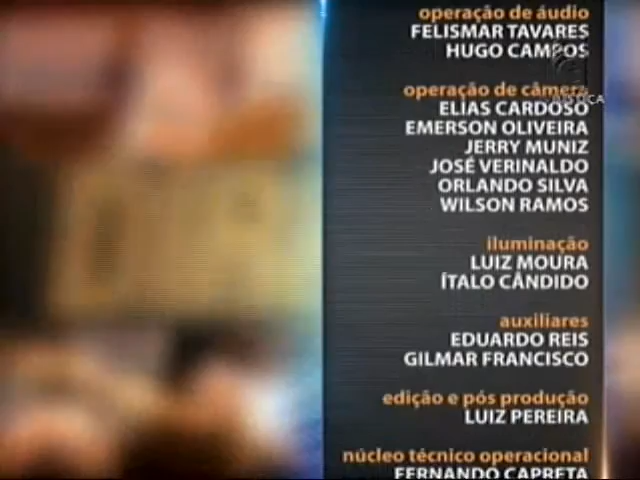 operação de áudio
FELISMAR TAVARES
HUGO CAMPOS
operação de câmera
ELIAS CARDOSO
EMERSON OLIVEIRA
JERRY MUNIZ
JOSÉ VERINALDO
ORLANDO SILVA
WILSON RAMOS
iluminação
LUIZ MOURA
ÍTALO CÂNDIDO
auxiliares
EDUARDO REIS
GILMAR FRANCISCO
edição e pós produção
LUIZ PEREIRA
núcleo técnico operacional
FERNANDO CAPRETA